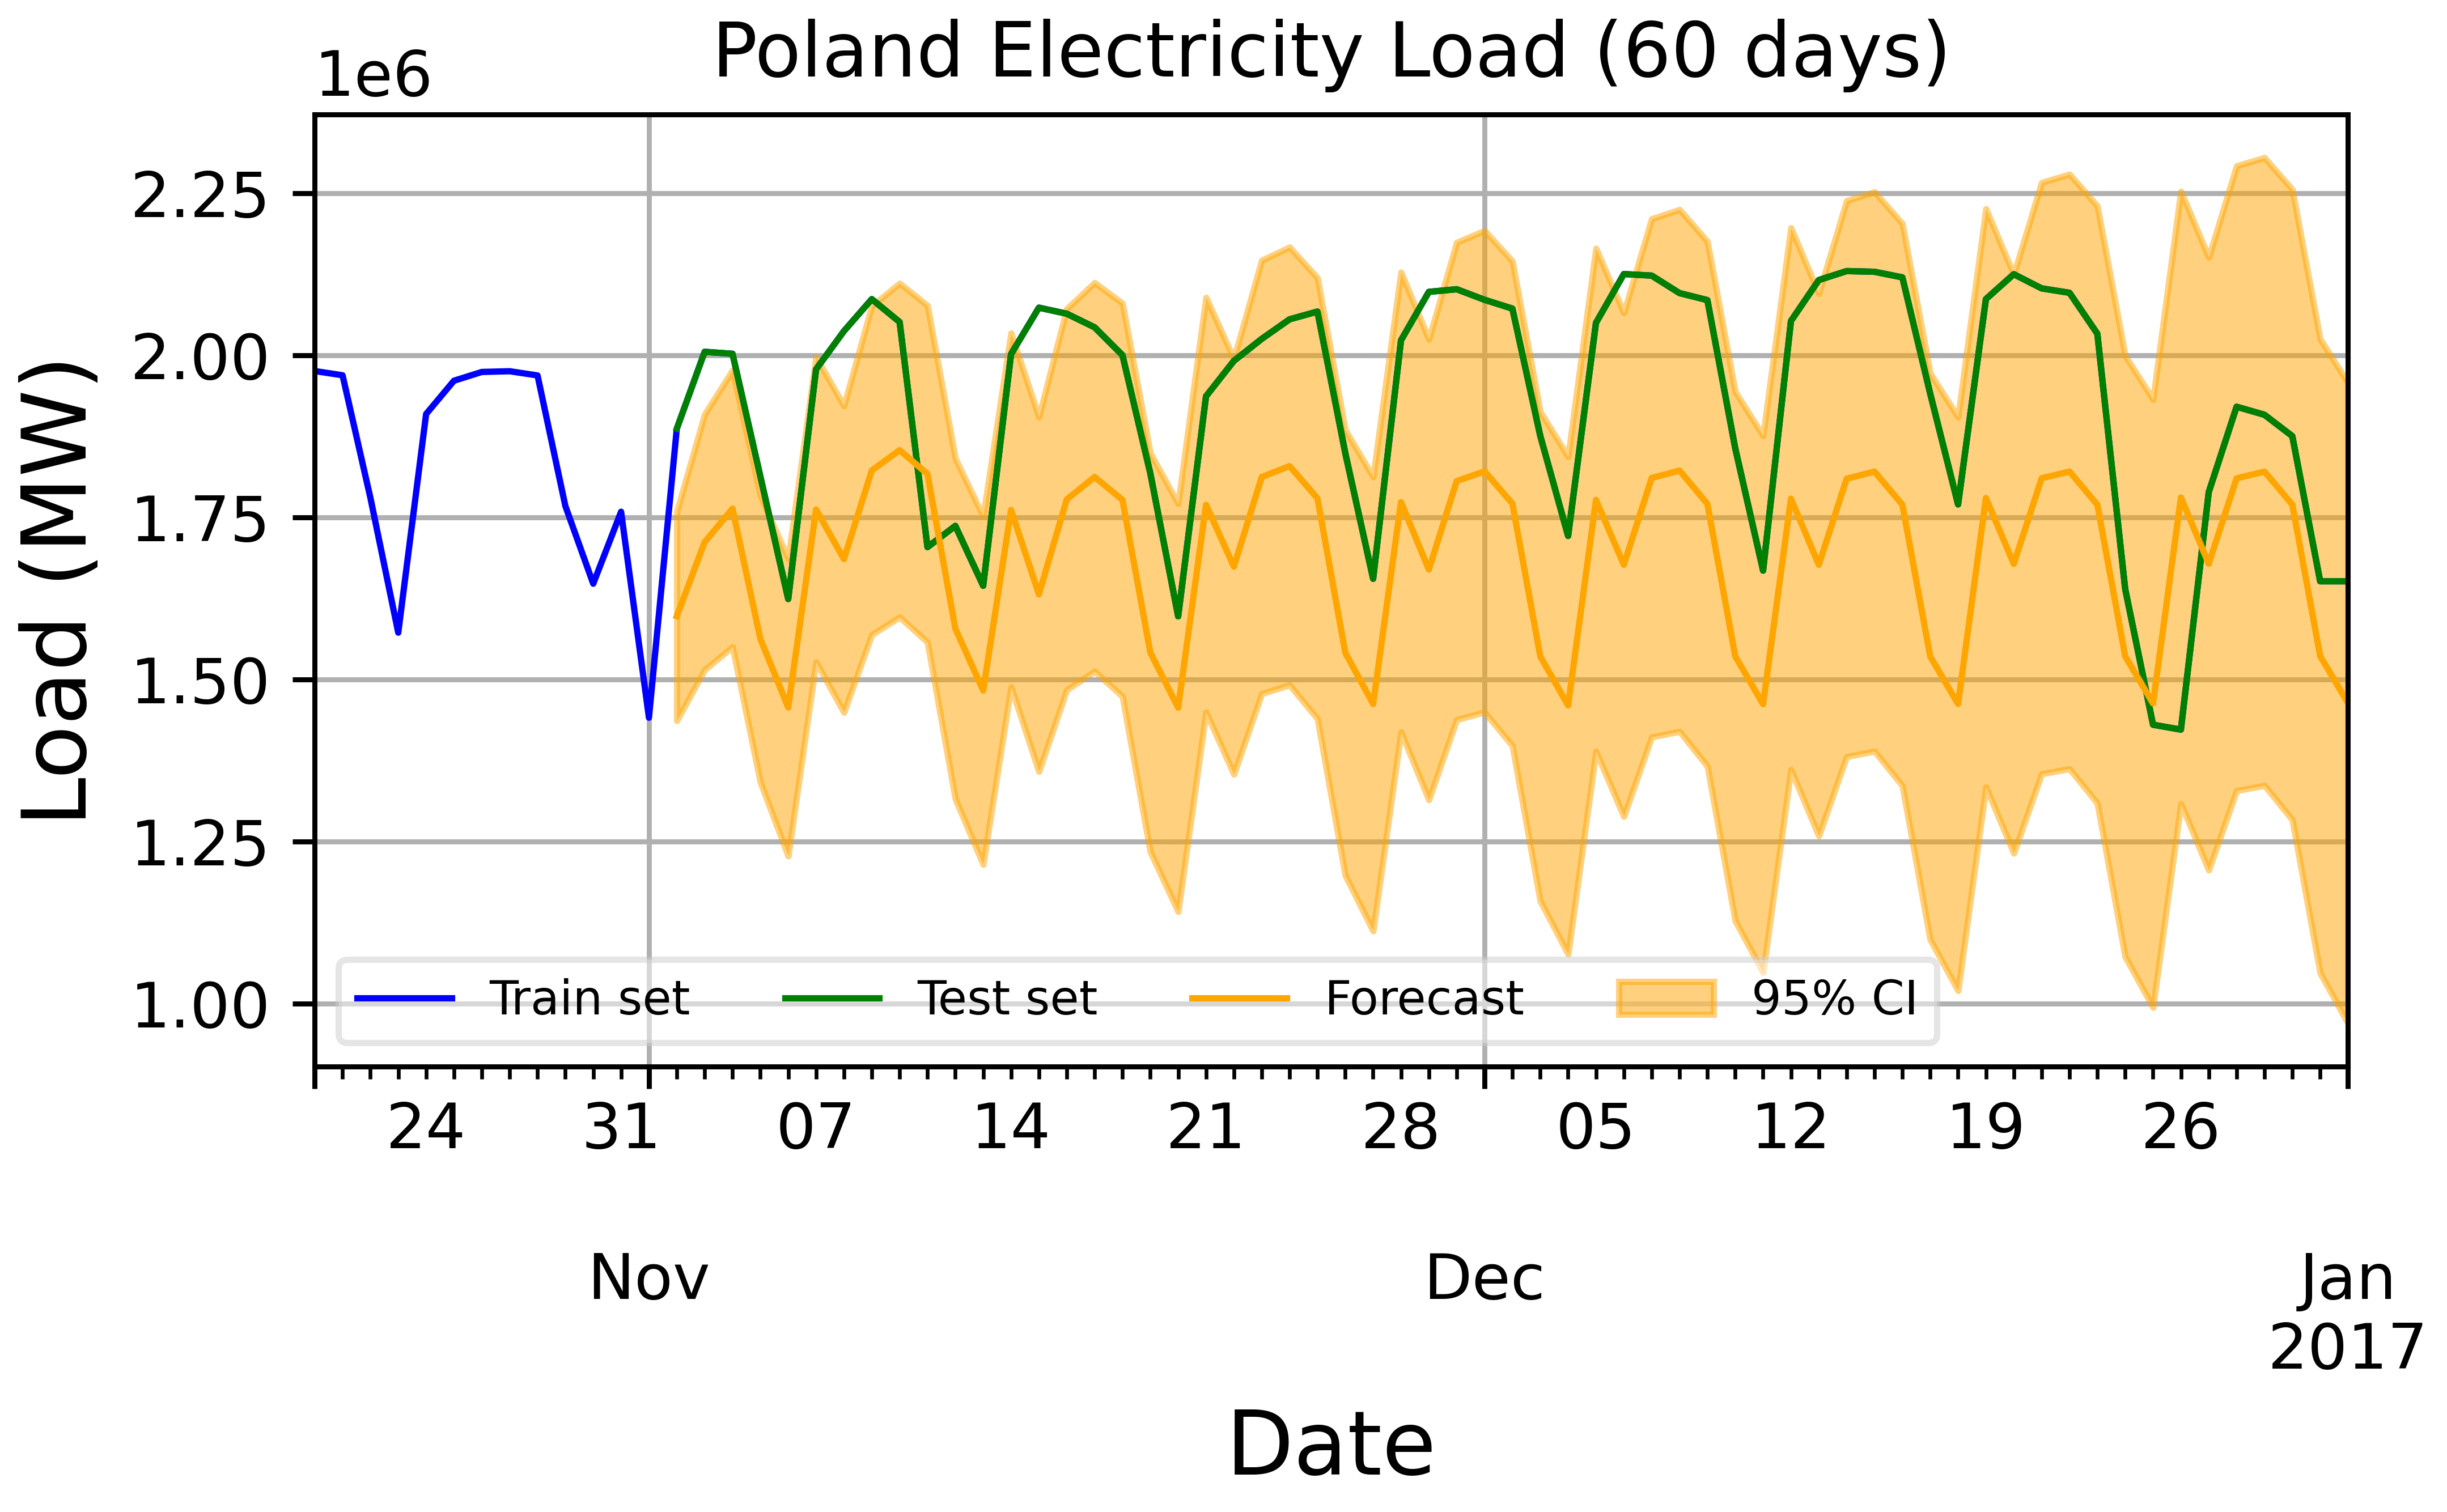 Poland Electricity Load (60 days)
1e6
2.25
2.00
1.75
1.50
1.25
1.00
Load (MW)
Train set Test set Forecast 95% CI
24 31 07 14 21 28 05 12 19 26
Nov Dec Jan
2017
Date